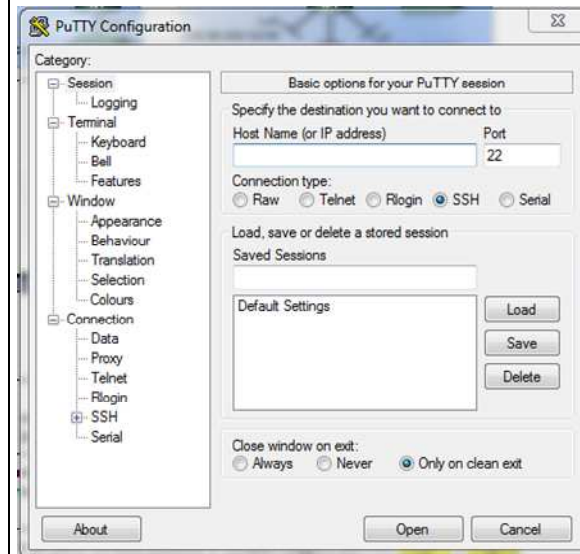 PuTTY Configuration
Category:
Session
Logging
Terminal
Keyboard
Bell
Features
Window
Appearance
Behaviour
Translation
Selection
Colours
Connection
Data
Proxy
Telnet
Rlogin
SSH
Serial
Basic options for your PuTTY session
Specify the destination you want to connect to
Host Name (or IP address) Port
22
Connection type:
Raw Telnet Rlogin SSH Serial
Load, save or delete a stored session
Saved Sessions
Default Settings
Load
Save
Delete
Close window on exit:
Always Never Only on clean exit
About Open Cancel